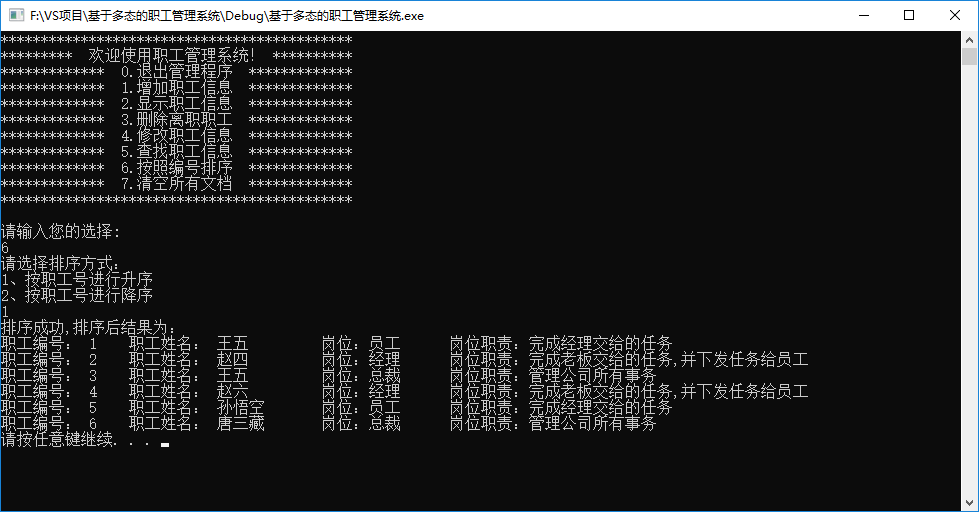 F:\VS项目\基于多态的职工管理系统\Debug\基于多态的职工管理系统.exe
********************************************
*********  欢迎使用职工管理系统！ **********
*************  0.退出管理程序  *************
*************  1.增加职工信息  *************
*************  2.显示职工信息  *************
*************  3.删除离职职工  *************
*************  4.修改职工信息  *************
*************  5.查找职工信息  *************
*************  6.按照编号排序  *************
*************  7.清空所有文档  *************
********************************************
请输入您的选择：
6
请选择排序方式：
1、按职工号进行升序
2、按职工号进行降序
1
排序成功,排序后结果为：
职工编号： 1    职工姓名： 王五    岗位：员工    岗位职责：完成经理交给的任务
职工编号： 2    职工姓名： 赵四    岗位：经理    岗位职责：完成老板交给的任务,并下发任务给员工
职工编号： 3    职工姓名： 王五    岗位：总裁    岗位职责：管理公司所有事务
职工编号： 4    职工姓名： 赵六    岗位：经理    岗位职责：完成老板交给的任务,并下发任务给员工
职工编号： 5    职工姓名： 孙悟空    岗位：员工    岗位职责：完成经理交给的任务
职工编号： 6    职工姓名： 唐三藏    岗位：总裁    岗位职责：管理公司所有事务
请按任意键继续. . .